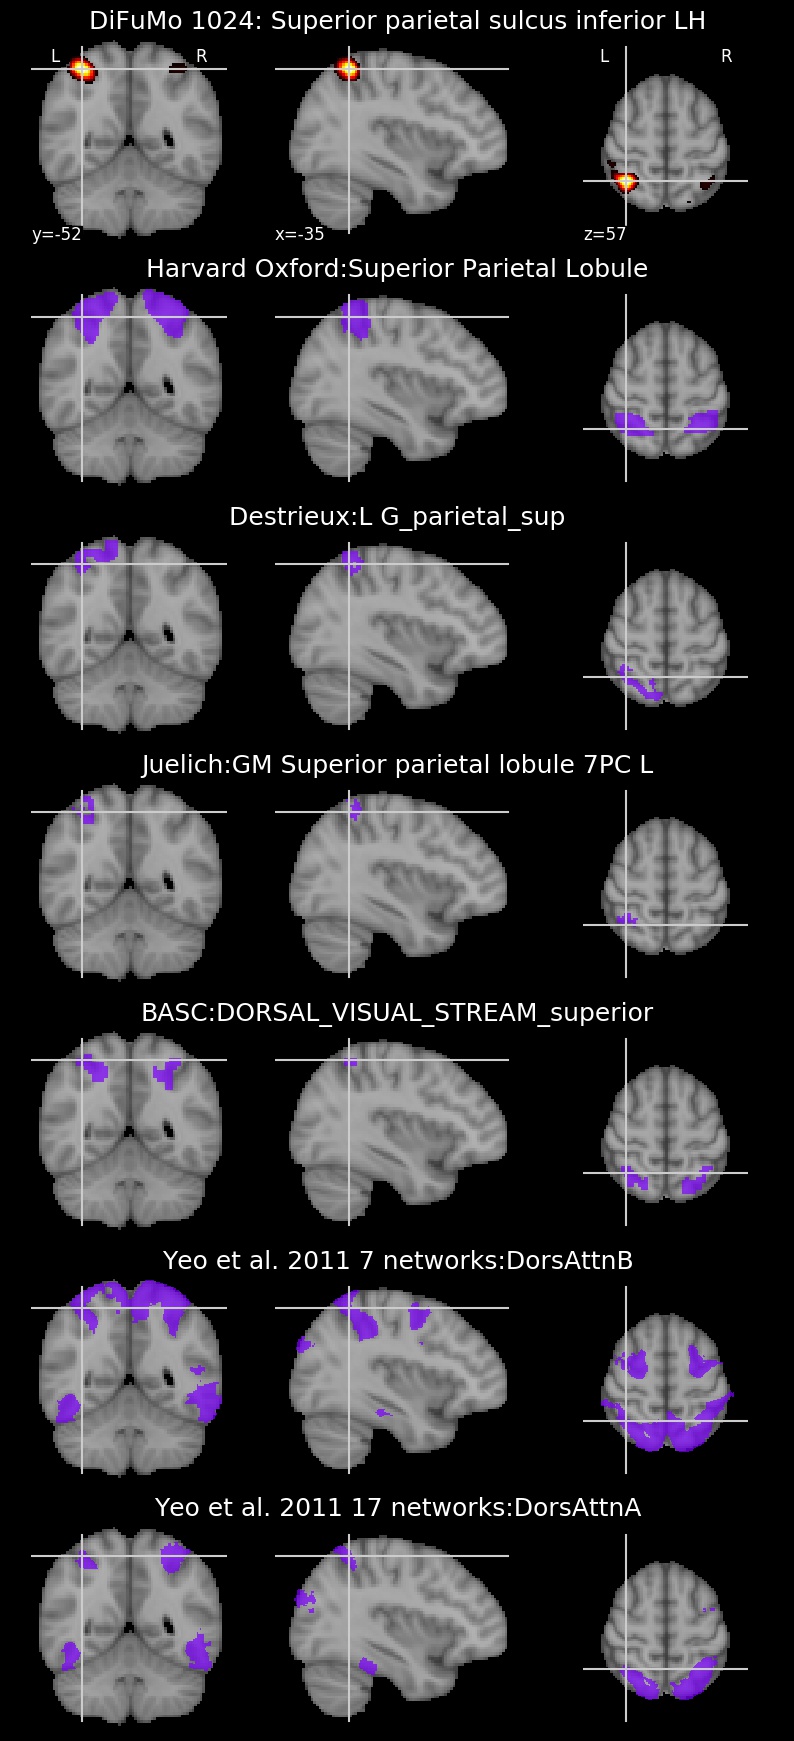 DiFuMo 1024: Superior parietal sulcus inferior LH
L R L R
y=-52 x=-35 z=57
Harvard Oxford:Superior Parietal Lobule
Destrieux:L G_parietal_sup
Juelich:GM Superior parietal lobule 7PC L
BASC:DORSAL_VISUAL_STREAM_superior
Yeo et al. 2011 7 networks:DorsAttnB
Yeo et al. 2011 17 networks:DorsAttnA